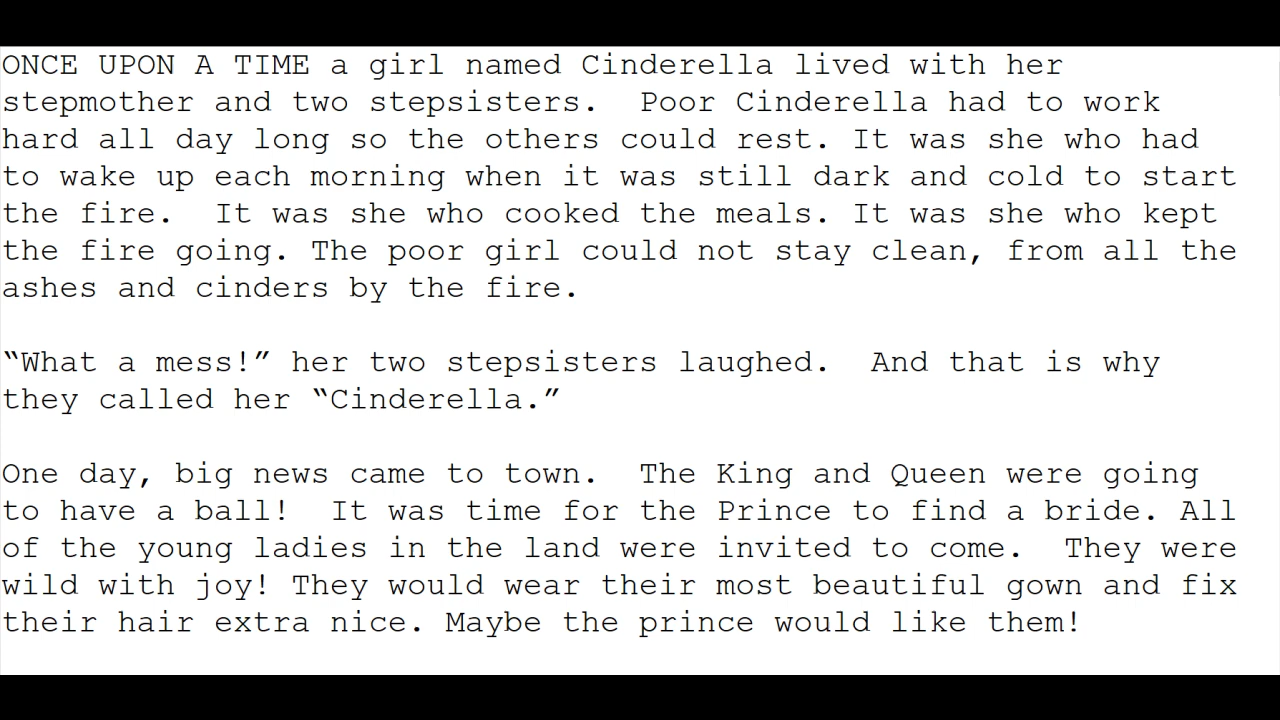 ONCE UPON A TIME a girl named Cinderella lived with her
stepmother and two stepsisters.  Poor Cinderella had to work
hard all day long so the others could rest. It was she who had
to wake up each morning when it was still dark and cold to start
the fire.  It was she who cooked the meals. It was she who kept
the fire going. The poor girl could not stay clean, from all the
ashes and cinders by the fire.

“What a mess!” her two stepsisters laughed.  And that is why
they called her “Cinderella.”

One day, big news came to town.  The King and Queen were going
to have a ball!  It was time for the Prince to find a bride. All
of the young ladies in the land were invited to come.  They were
wild with joy! They would wear their most beautiful gown and fix
their hair extra nice. Maybe the prince would like them!